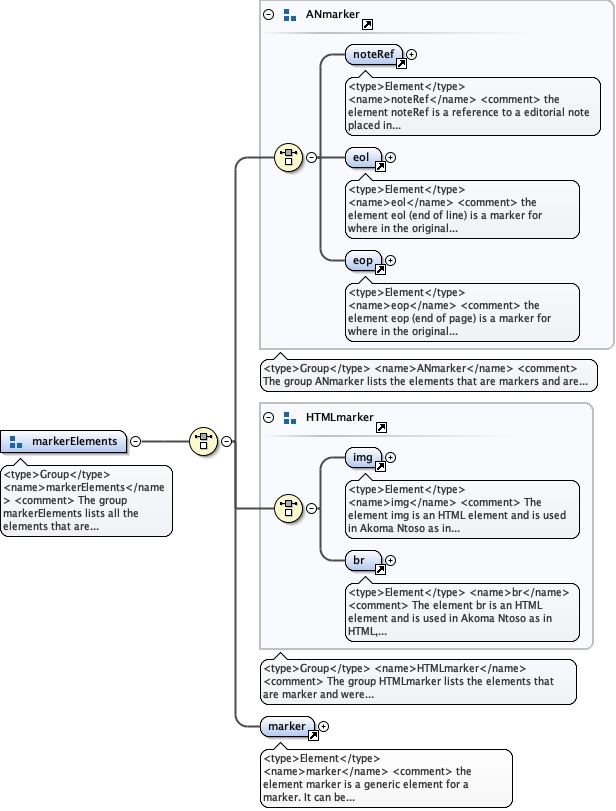 ANmarker
noteRef
<type>Element</type>
<name>noteRef</name> <comment> the
element noteRef is a reference to a editorial note
placed in...
eol
<type>Element</type>
<name>eol</name> <comment> the
element eol (end of line) is a marker for
where in the original...
eop
<type>Element</type>
<name>eop</name> <comment> the
element eop (end of page) is a marker for
where in the original...
<type>Group</type> <name>ANmarker</name> <comment>
The group ANmarker lists the elements that are markers and are...
markerElements
<type>Group</type>
<name>markerElements</name
> <comment> The group
markerElements lists all the
elements that are...
HTMLmarker
img
<type>Element</type>
<name>img</name> <comment> The
element img is an HTML element and is used
in Akoma Ntoso as in...
br
<type>Element</type> <name>br</name>
<comment> The element br is an HTML
element and is used in Akoma Ntoso as in
HTML,...
<type>Group</type> <name>HTMLmarker</name>
<comment> The group HTMLmarker lists the elements that
are marker and were...
marker
<type>Element</type>
<name>marker</name> <comment> the
element marker is a generic element for a
marker. It can be...